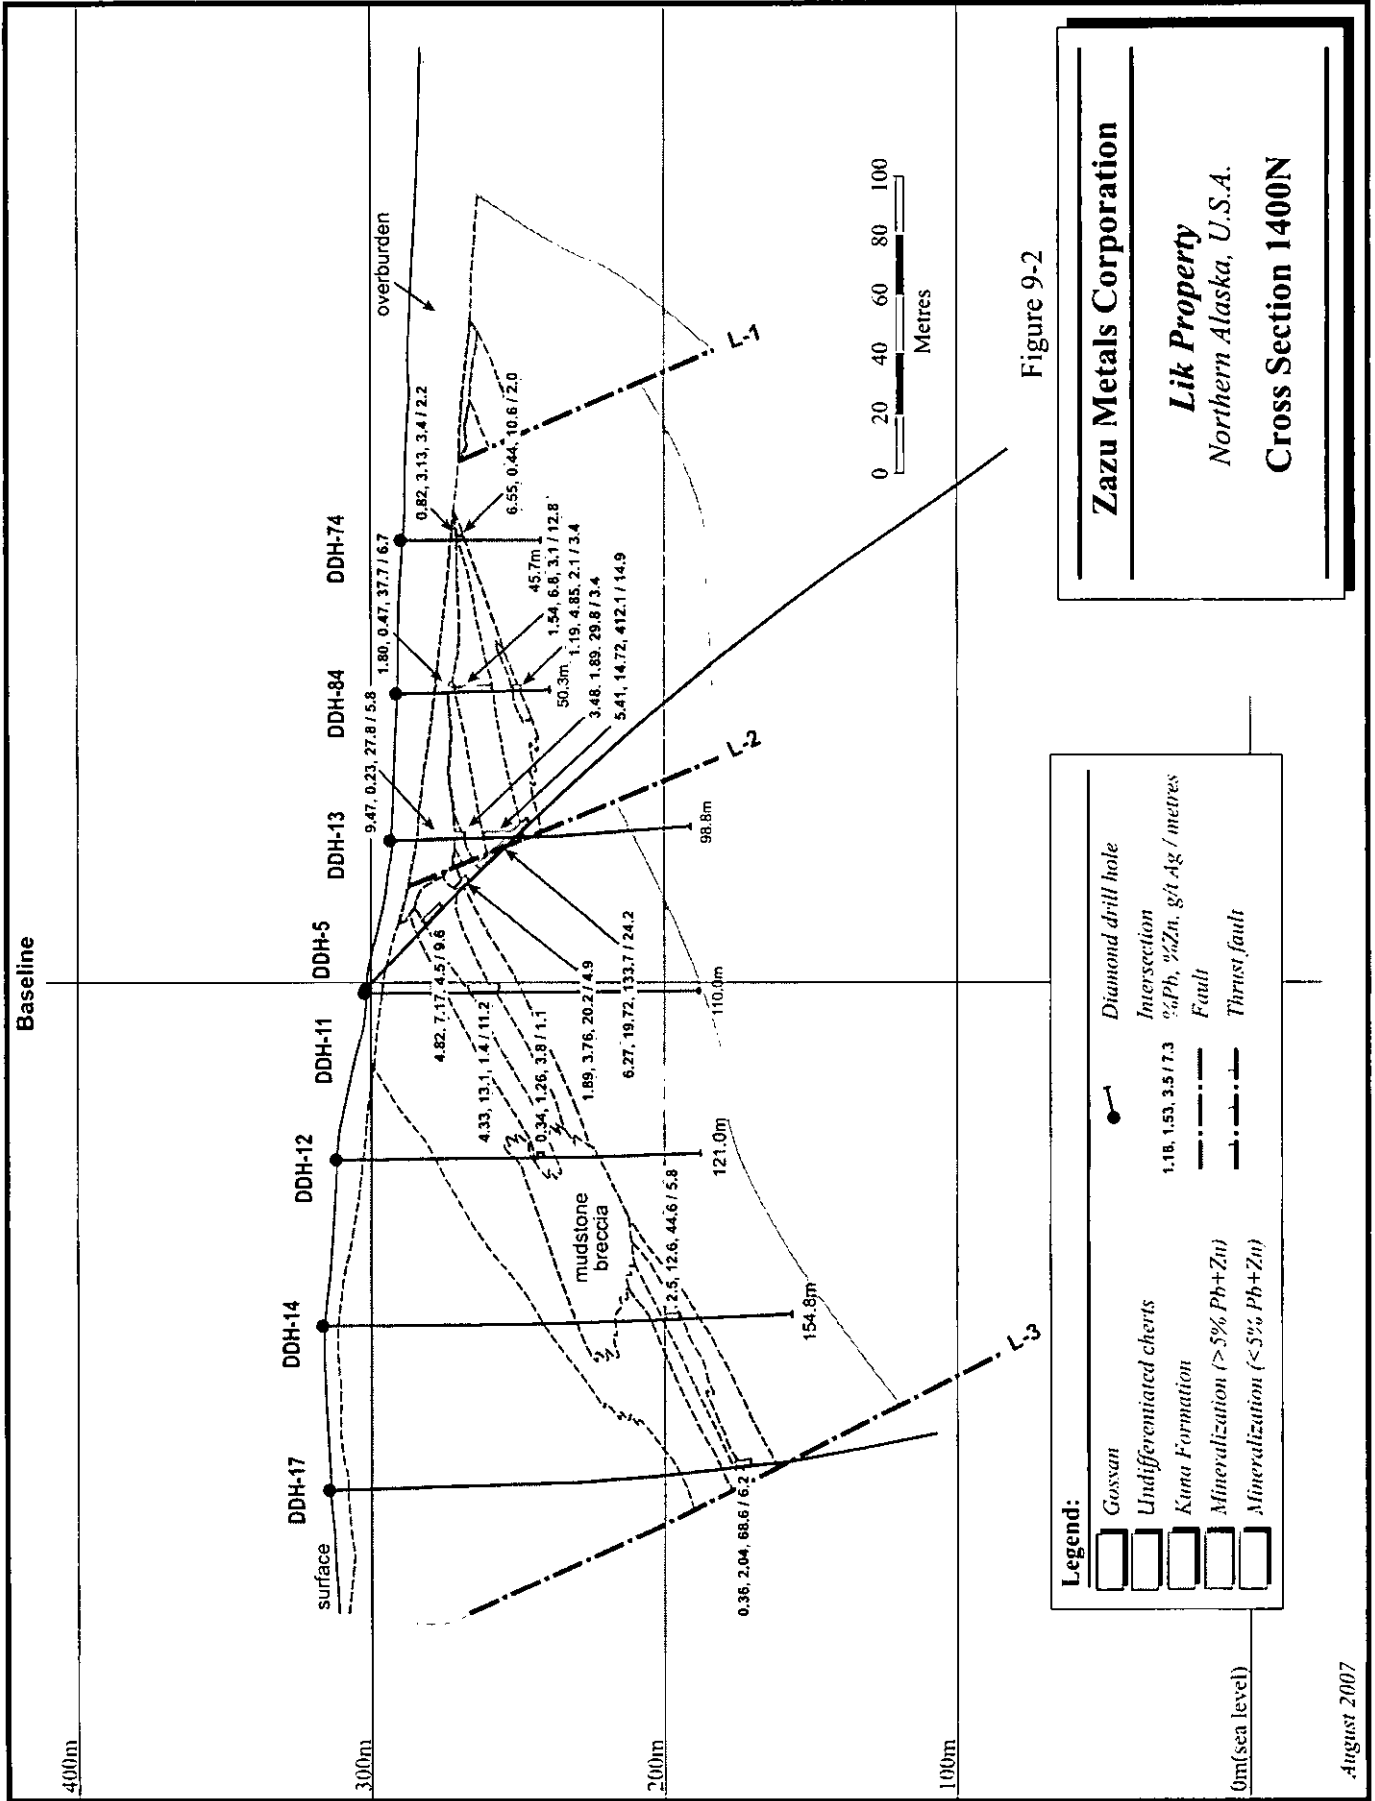 Baseline
400m
300m
200m
100m
0m(sea level)
surface
DDH-17
DDH-14
DDH-12
DDH-11
DDH-5
DDH-13
DDH-84
DDH-74
overburden
9.47, 0.23, 27.8 / 5.8
1.80, 0.47, 37.7 / 6.7
0.82, 3.13, 3.4 / 2.2
6.55, 0.44, 10.6 / 2.0
45.7m
1.54, 6.8, 3.1 / 12.8
1.19, 4.85, 2.1 / 3.4
50.3m
3.48, 1.89, 29.8 / 3.4
5.41, 14.72, 412.1 / 14.9
L-1
L-2
L-3
98.8m
4.82, 7.17, 4.5 / 9.6
4.33, 13.1, 1.4 / 11.2
0.34, 1.26, 3.8 / 1.1
1.89, 3.76, 20.2 / 4.9
6.27, 19.72, 133.7 / 24.2
110.0m
121.0m
mudstone
breccia
2.5, 12.6, 44.6 / 5.8
154.8m
0.36, 2.04, 68.6 / 6.2
0 20 40 60 80 100
Metres
Figure 9-2
Legend:
Gossan
Undifferentiated cherts
Kuna Formation
Mineralization (>5% Pb+Zn)
Mineralization (<5% Pb+Zn)
Diamond drill hole
1.18, 1.53, 3.5 / 7.3
Intersection
%Pb, %Zn, g/t Ag / metres
Fault
Thrust fault
Zazu Metals Corporation
Lik Property
Northern Alaska, U.S.A.
Cross Section 1400N
August 2007